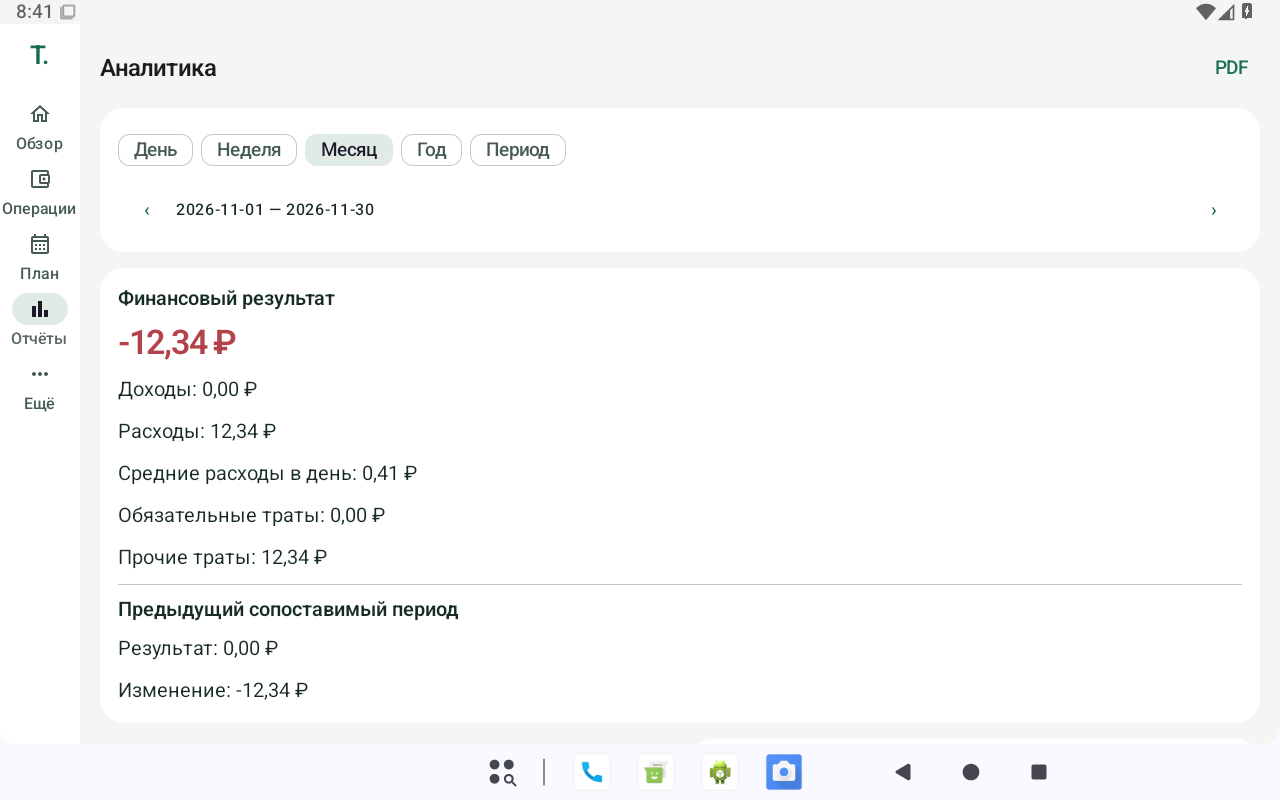 8:41
T.
Аналитика
PDF
Обзор
Операции
План
Отчёты
Ещё
День
Неделя
Месяц
Год
Период
‹ 2026-11-01 — 2026-11-30 ›
Финансовый результат
-12,34 ₽
Доходы: 0,00 ₽
Расходы: 12,34 ₽
Средние расходы в день: 0,41 ₽
Обязательные траты: 0,00 ₽
Прочие траты: 12,34 ₽
Предыдущий сопоставимый период
Результат: 0,00 ₽
Изменение: -12,34 ₽